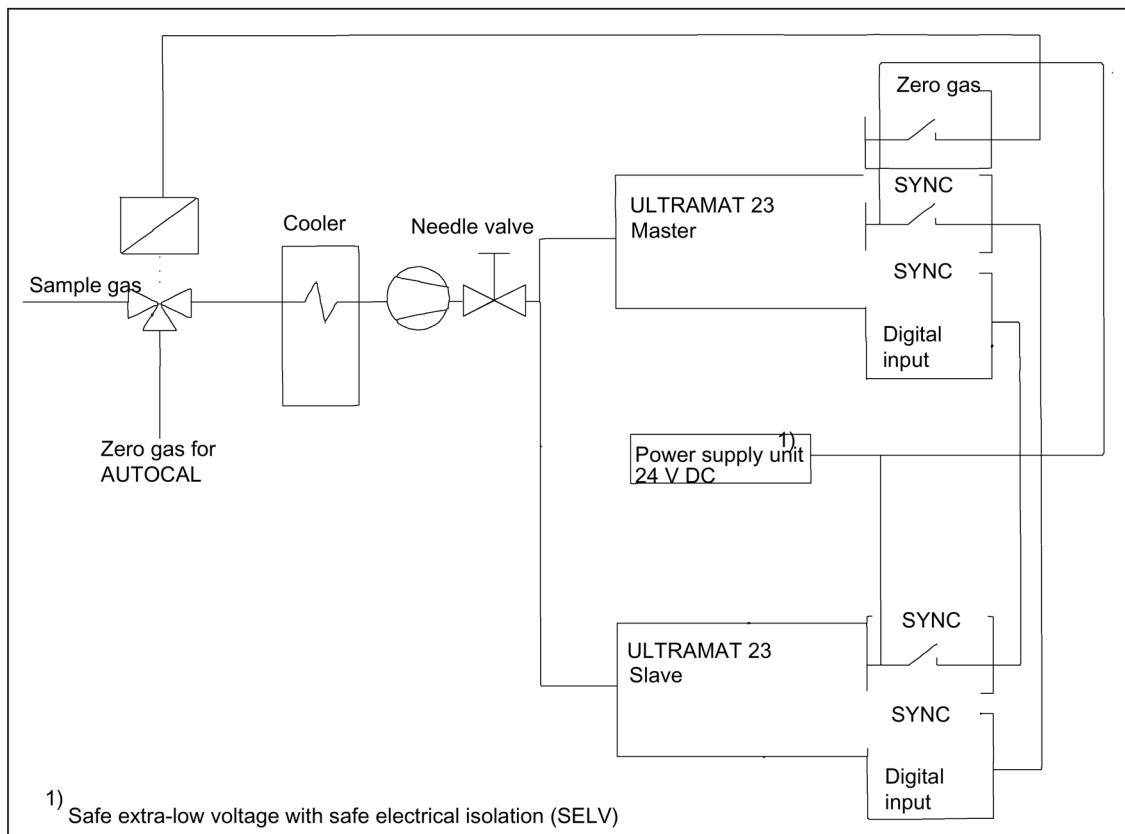 Zero gas
SYNC
ULTRAMAT 23
Master
SYNC
Cooler
Needle valve
Sample gas
Digital
input
Zero gas for
AUTOCAL
1)
Power supply unit
24 V DC
SYNC
ULTRAMAT 23
Slave
SYNC
Digital
input
1)
Safe extra-low voltage with safe electrical isolation (SELV)